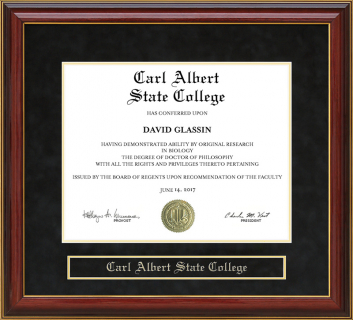 Carl Albert
State College
HAS CONFERRED UPON
DAVID GLASSIN
HAVING DEMONSTRATED ABILITY BY ORIGINAL RESEARCH
IN BIOLOGY
THE DEGREE OF DOCTOR OF PHILOSOPHY
WITH ALL THE RIGHTS AND PRIVILEGES THERETO PERTAINING
ISSUED BY THE BOARD OF REGENTS UPON RECOMMENDATION OF THE FACULTY
JUNE 14, 2017
PROVOST
PRESIDENT
Carl Albert State College